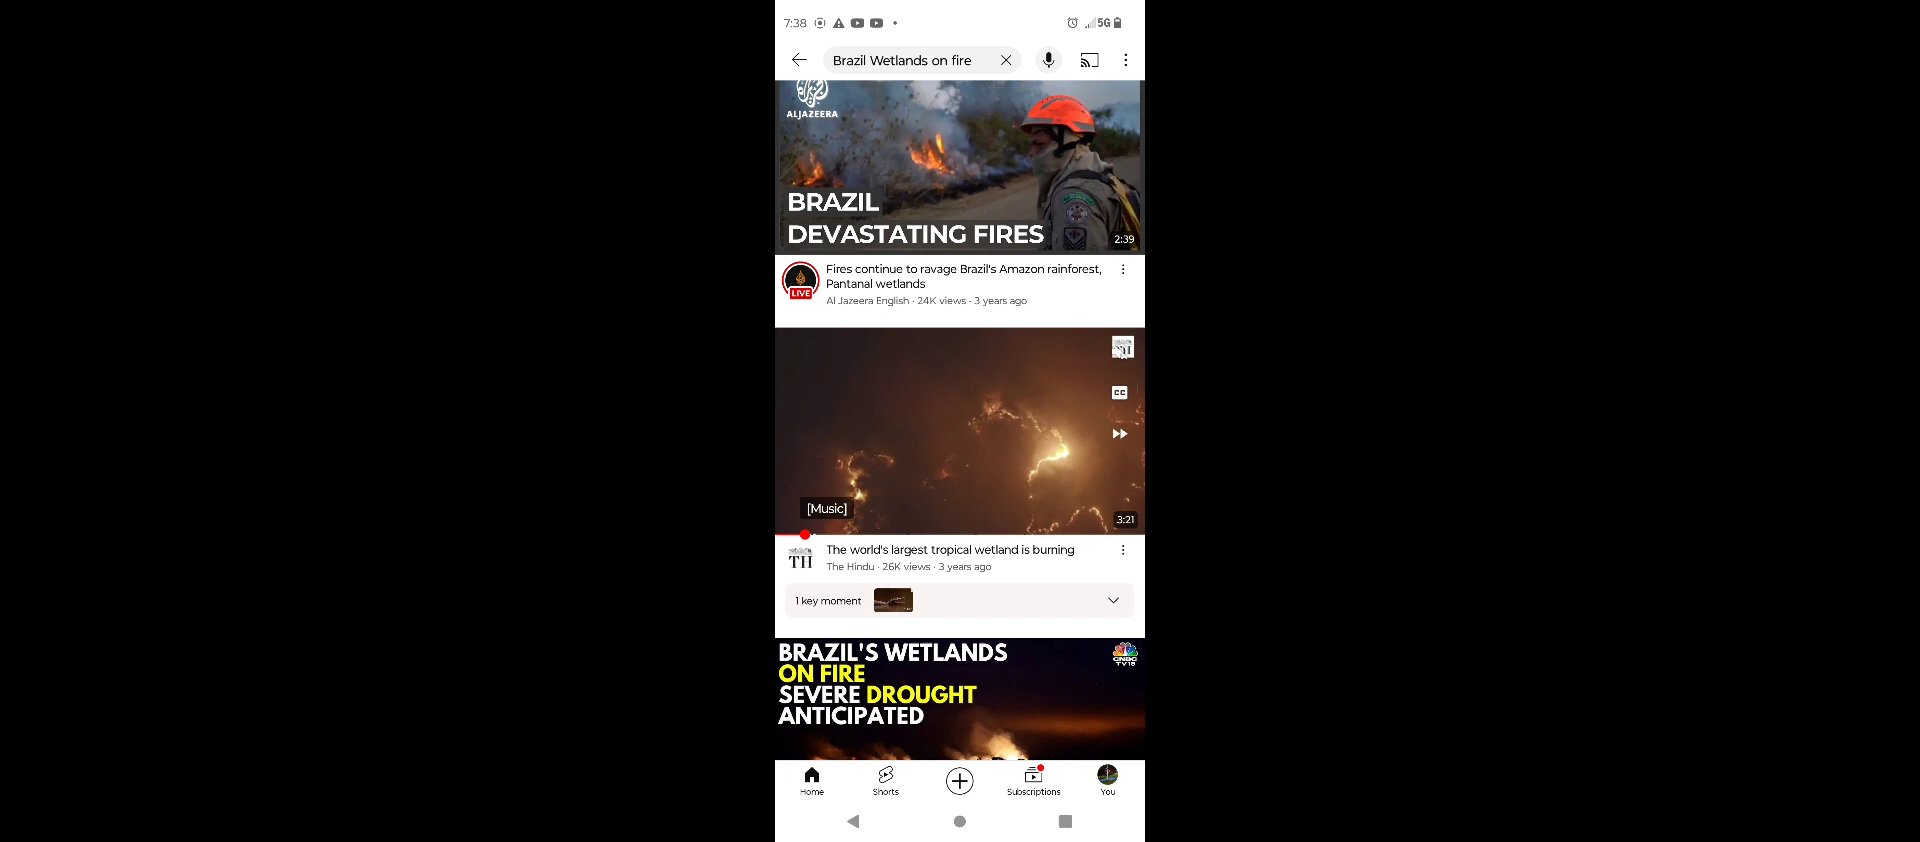 7:38
5G
Brazil Wetlands on fire
ALJAZEERA
BRAZIL
DEVASTATING FIRES
2:39
LIVE
Fires continue to ravage Brazil's Amazon rainforest,
Pantanal wetlands
Al Jazeera English · 24K views · 3 years ago
TH
CC
[Music]
3:21
TH
The world's largest tropical wetland is burning
The Hindu · 26K views · 3 years ago
1 key moment
BRAZIL'S WETLANDS
ON FIRE
SEVERE DROUGHT
ANTICIPATED
CNBC
TV18
Home
Shorts
Subscriptions
You